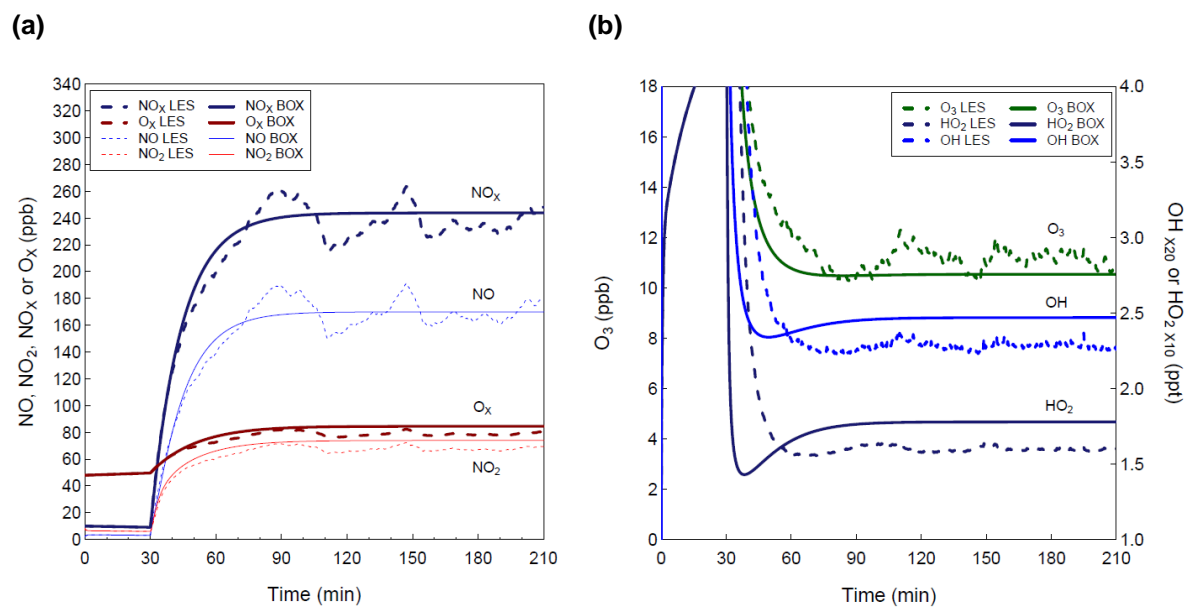 (a)
(b)
NO, NO2, NOX or OX (ppb)
340
320
300
280
260
240
220
200
180
160
140
120
100
80
60
40
20
0
NOX LES NOX BOX
OX LES OX BOX
NO LES NO BOX
NO2 LES NO2 BOX
NOX
NO
OX
NO2
0 30 60 90 120 150 180 210
Time (min)
O3 (ppb)
18
16
14
12
10
8
6
4
2
0
O3 LES O3 BOX
HO2 LES HO2 BOX
OH LES OH BOX
O3
OH
HO2
4.0
3.5
3.0
2.5
2.0
1.5
1.0
OH X20 or HO2 X10 (ppt)
0 30 60 90 120 150 180 210
Time (min)